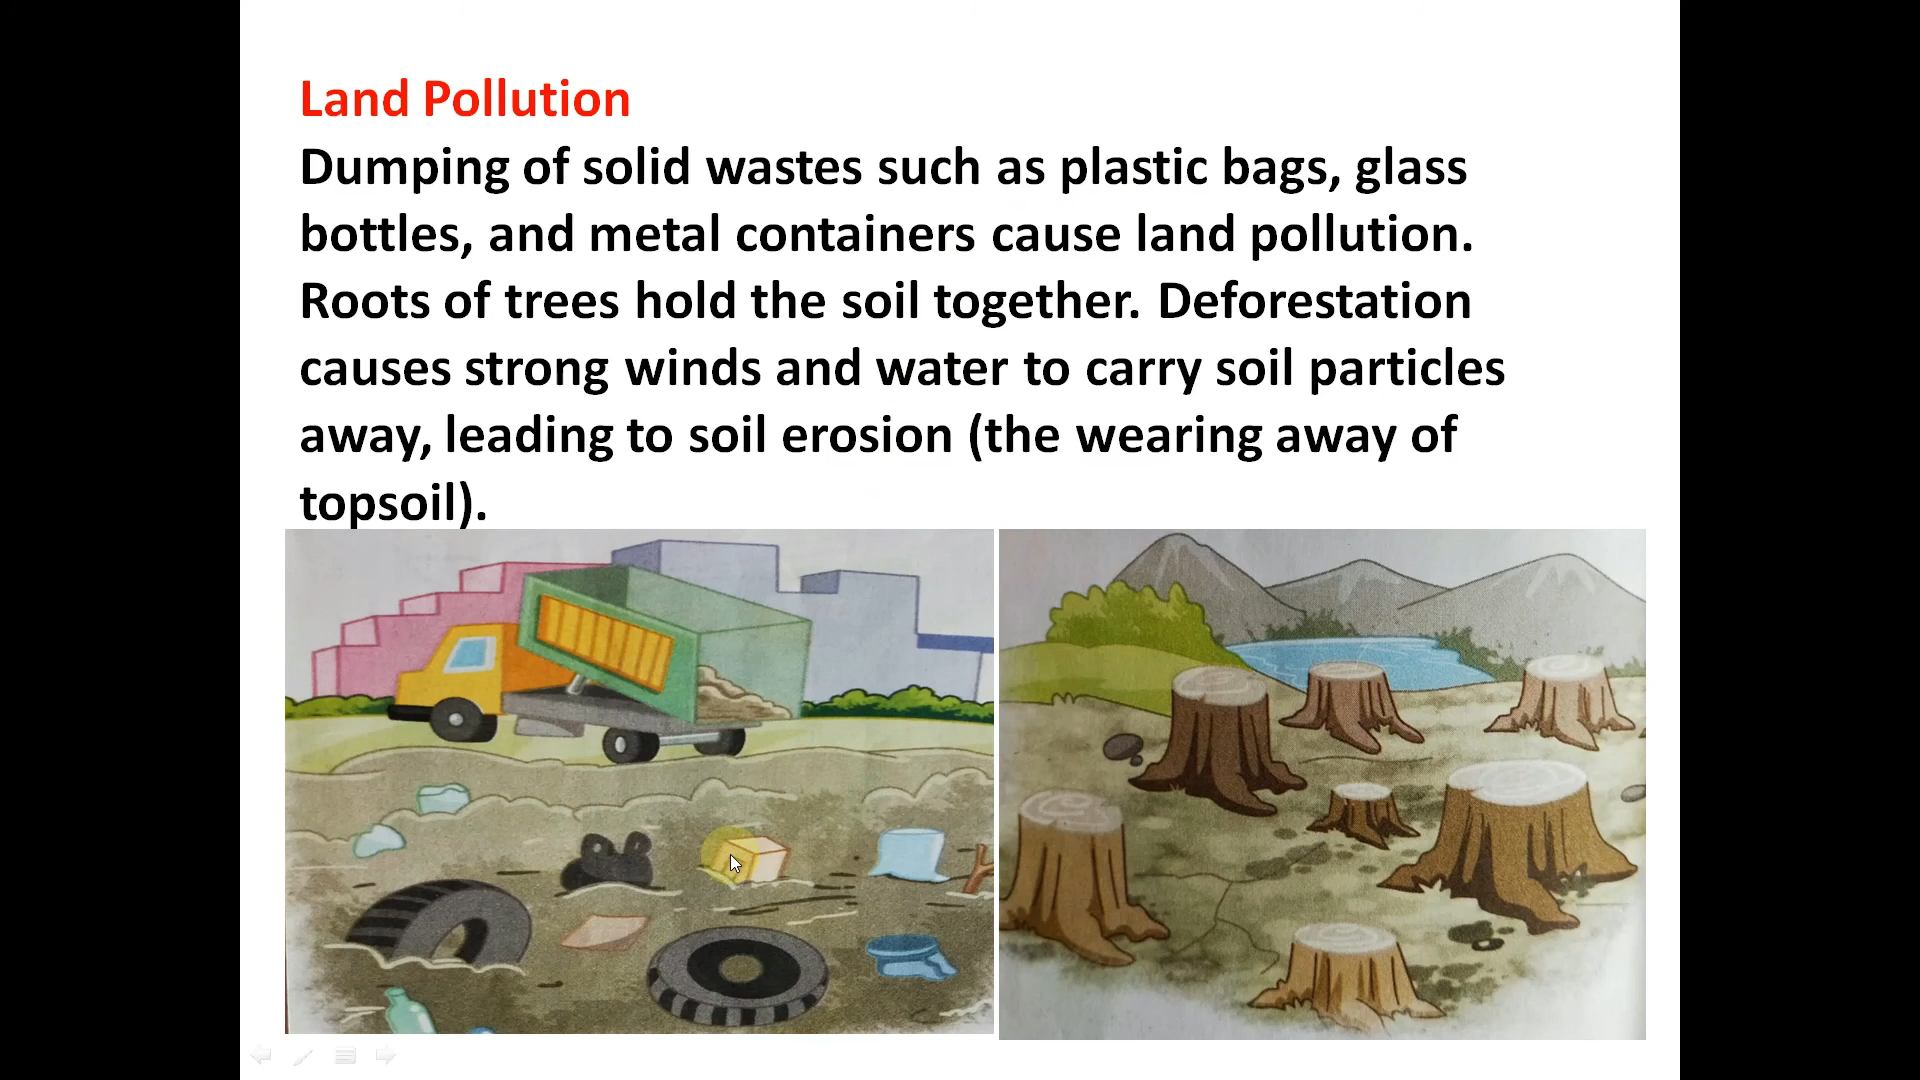 Land Pollution
Dumping of solid wastes such as plastic bags, glass
bottles, and metal containers cause land pollution.
Roots of trees hold the soil together. Deforestation
causes strong winds and water to carry soil particles
away, leading to soil erosion (the wearing away of
topsoil).